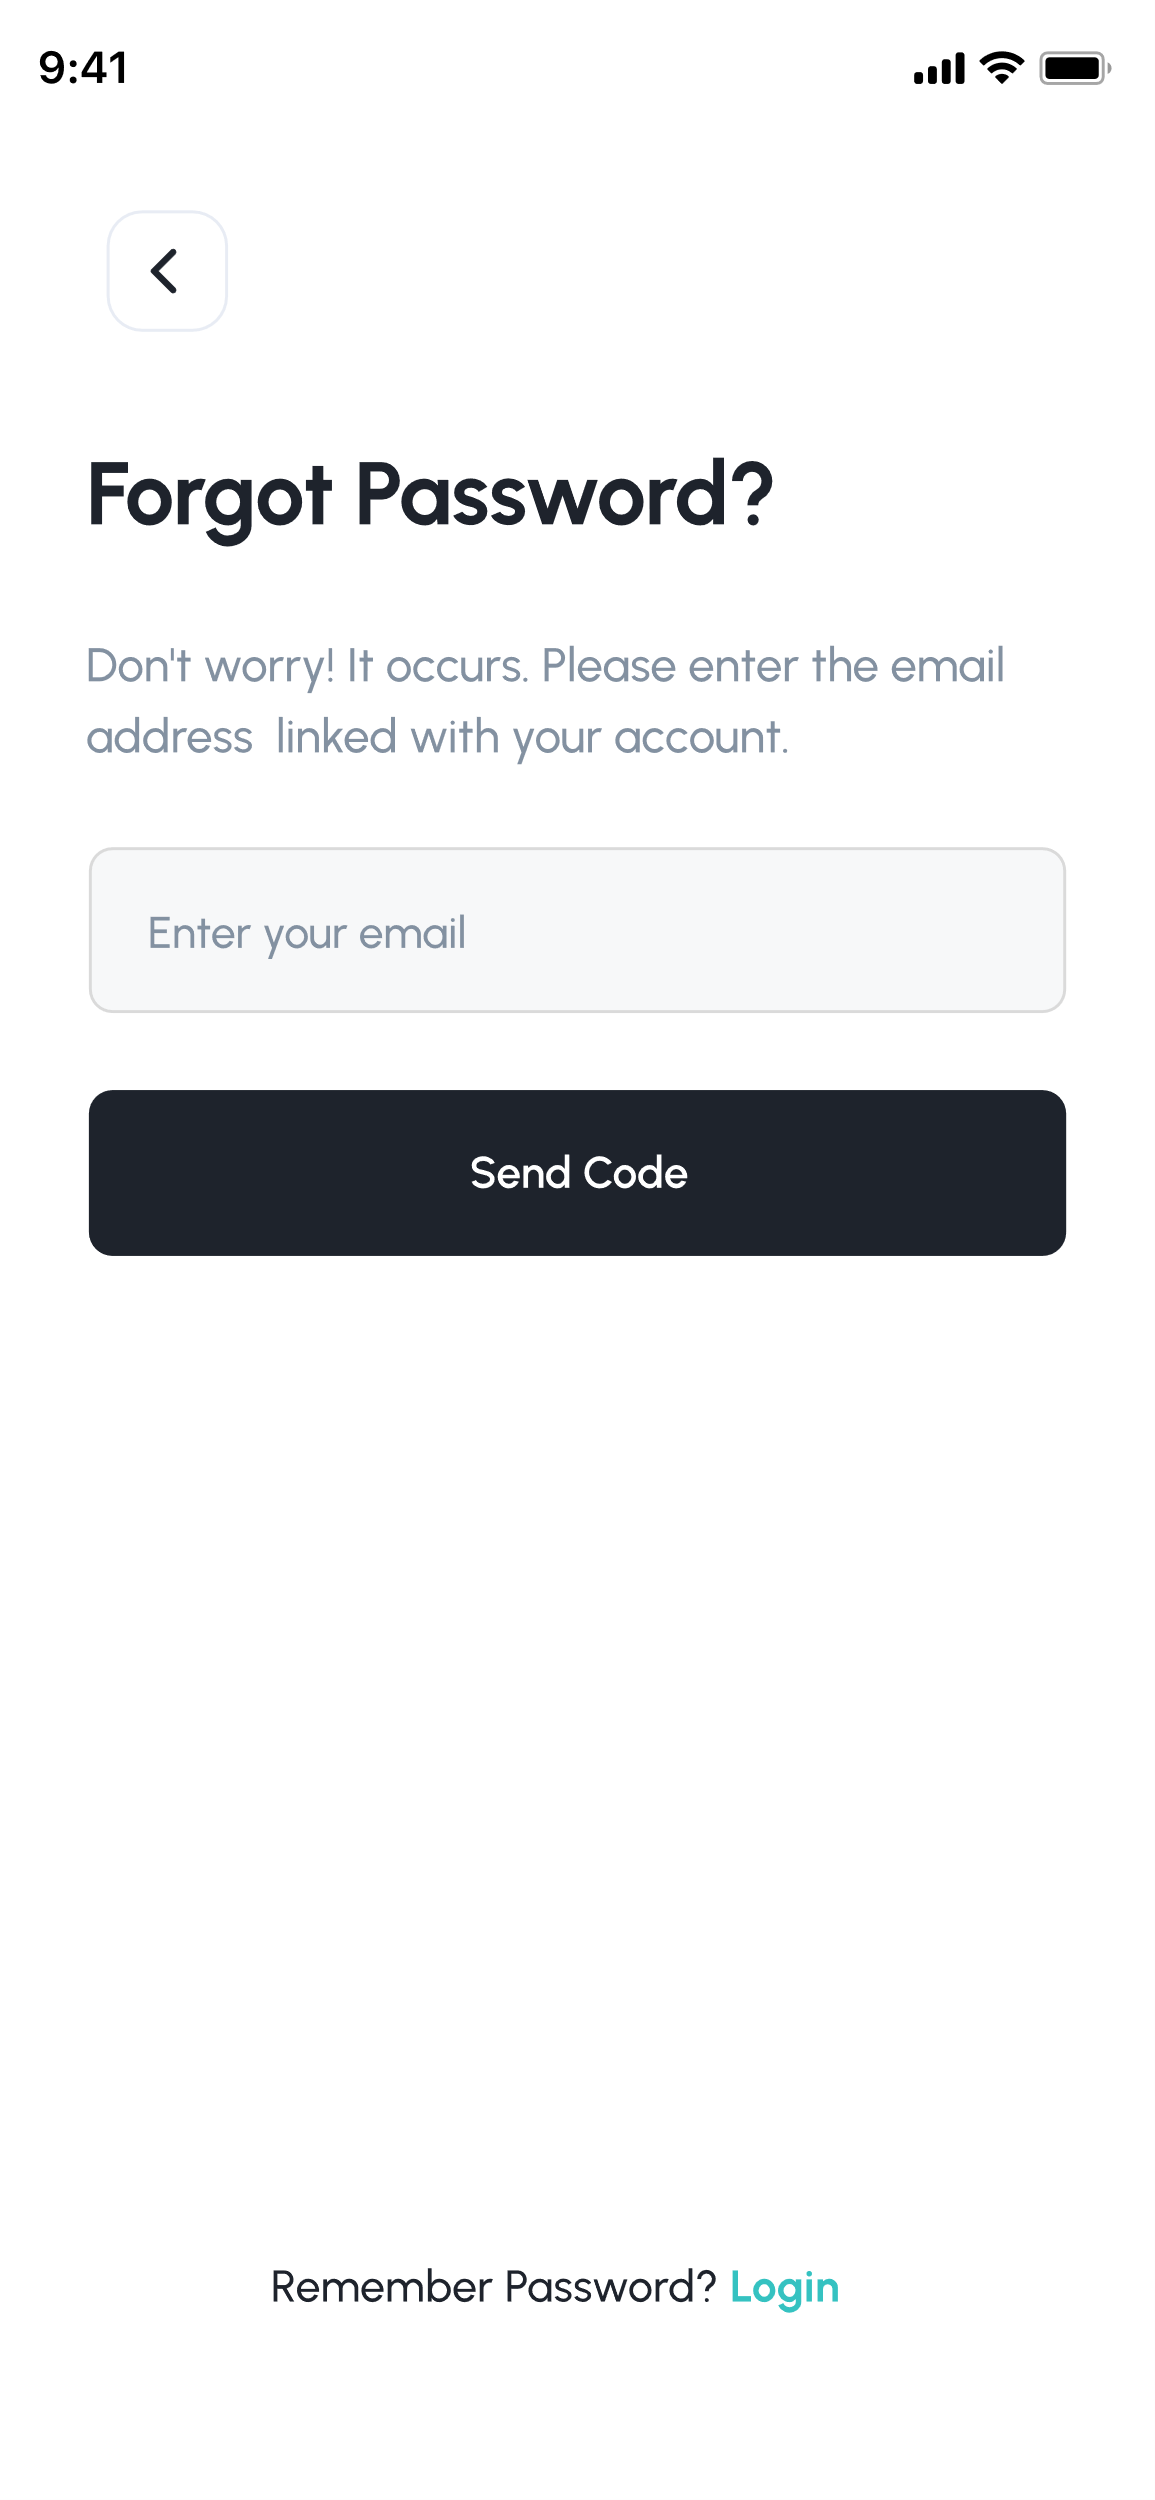 9:41
Forgot Password?
Don't worry! It occurs. Please enter the email
address  linked with your account.
Enter your email
Send Code
Remember Password? Login